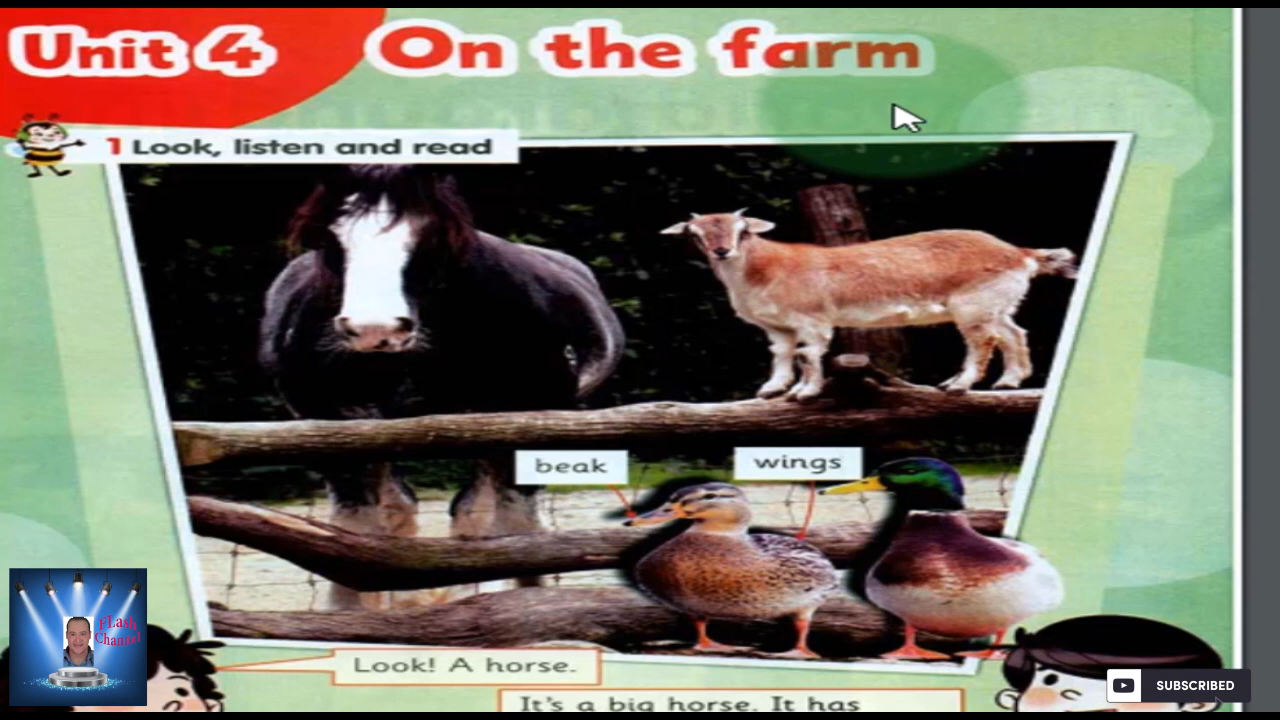 Unit 4 On the farm
1 Look, listen and read
beak
wings
FLash
Channel
Look! A horse.
It's a big horse. It has
SUBSCRIBED